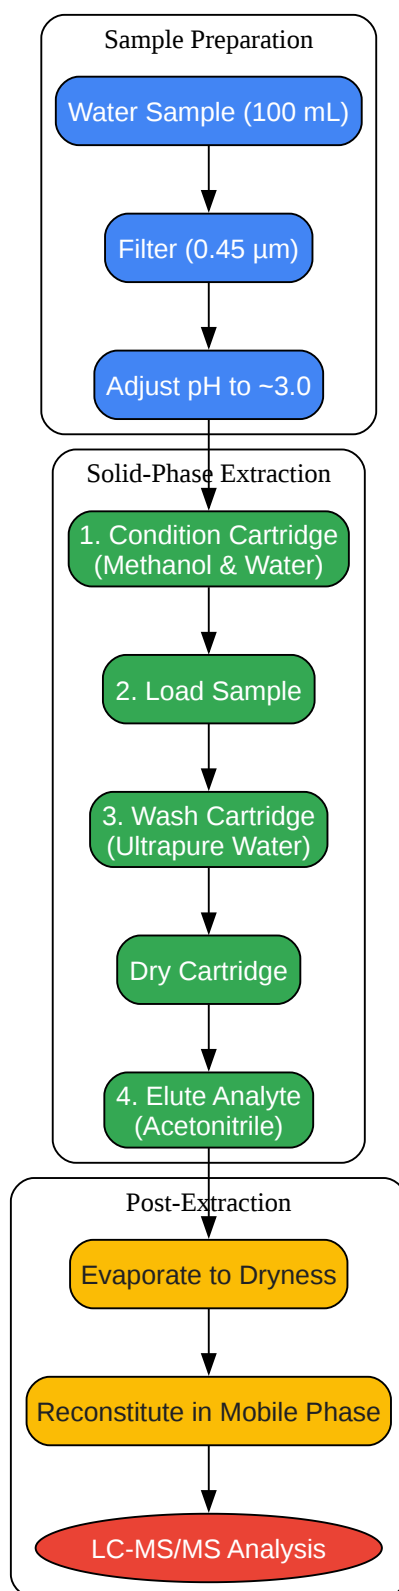 Sample Preparation
Water Sample (100 mL)
Filter (0.45 µm)
Adjust pH to ~3.0
Solid-Phase Extraction
1. Condition Cartridge
(Methanol & Water)
2. Load Sample
3. Wash Cartridge
(Ultrapure Water)
Dry Cartridge
4. Elute Analyte
(Acetonitrile)
Post-Extraction
Evaporate to Dryness
Reconstitute in Mobile Phase
LC-MS/MS Analysis